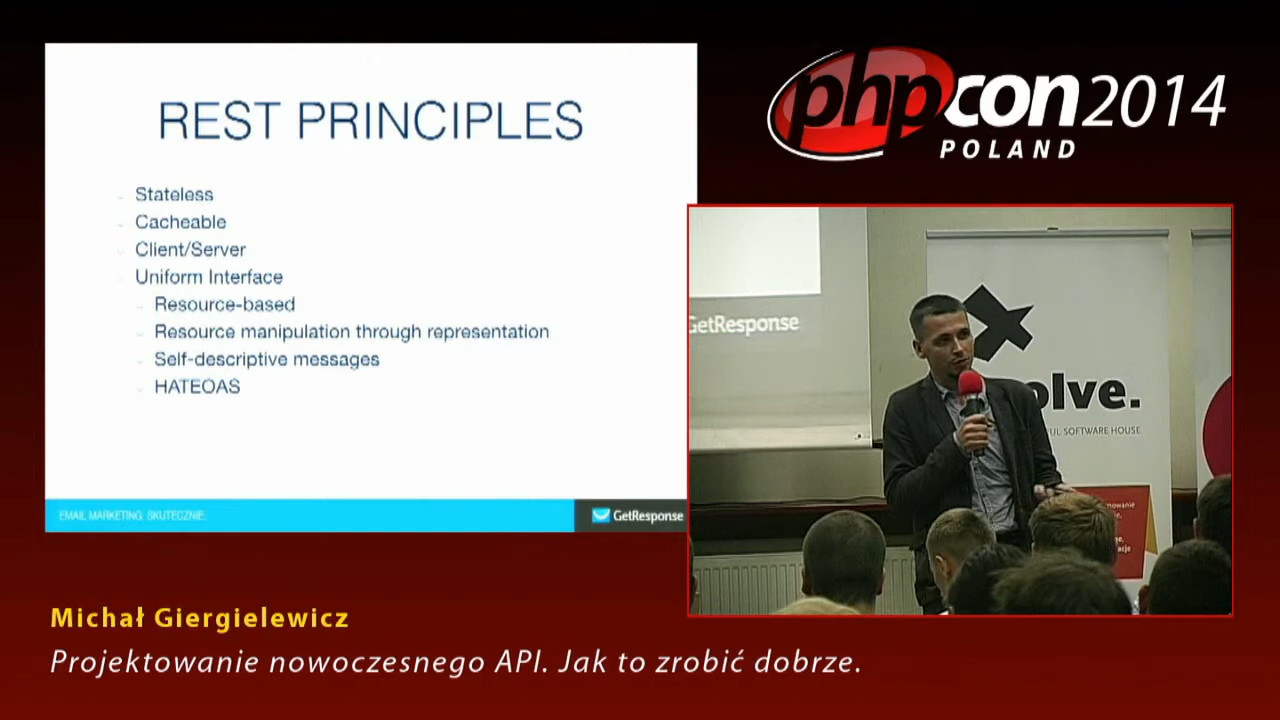 REST PRINCIPLES
Stateless
Cacheable
Client/Server
Uniform Interface
Resource-based
Resource manipulation through representation
Self-descriptive messages
HATEOAS
EMAIL MARKETING. SKUTECZNIE.
GetResponse
phpcon2014
POLAND
GetResponse
olve.
UL SOFTWARE HOUSE
Michał Giergielewicz
Projektowanie nowoczesnego API. Jak to zrobić dobrze.